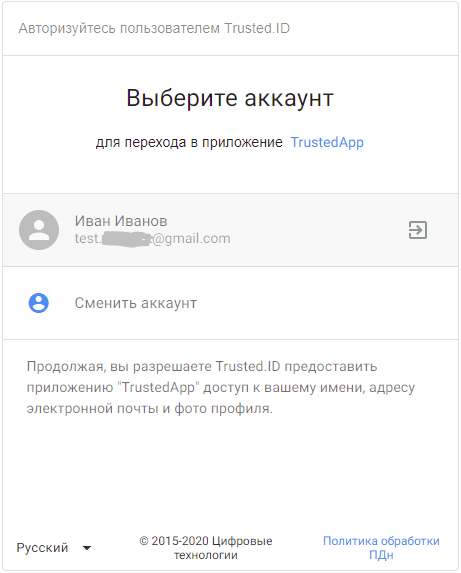 Авторизуйтесь пользователем Trusted.ID
Выберите аккаунт
для перехода в приложение TrustedApp
Иван Иванов
test.@gmail.com
Сменить аккаунт
Продолжая, вы разрешаете Trusted.ID предоставить
приложению "TrustedApp" доступ к вашему имени, адресу
электронной почты и фото профиля.
Русский
© 2015-2020 Цифровые
технологии
Политика обработки
ПДн